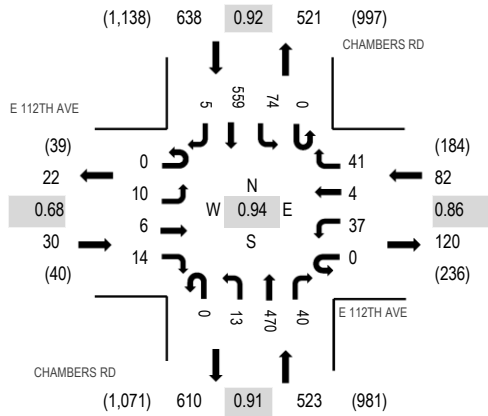 (1,138) 638 0.92 521 (997)
CHAMBERS RD
E 112TH AVE
5 559 74 0
(39)
22
0.68
30
(40)
0
10
6
14
N
W 0.94 E
S
41
4
37
0
(184)
82
0.86
120
(236)
0 13 470 40
E 112TH AVE
CHAMBERS RD
(1,071) 610 0.91 523 (981)